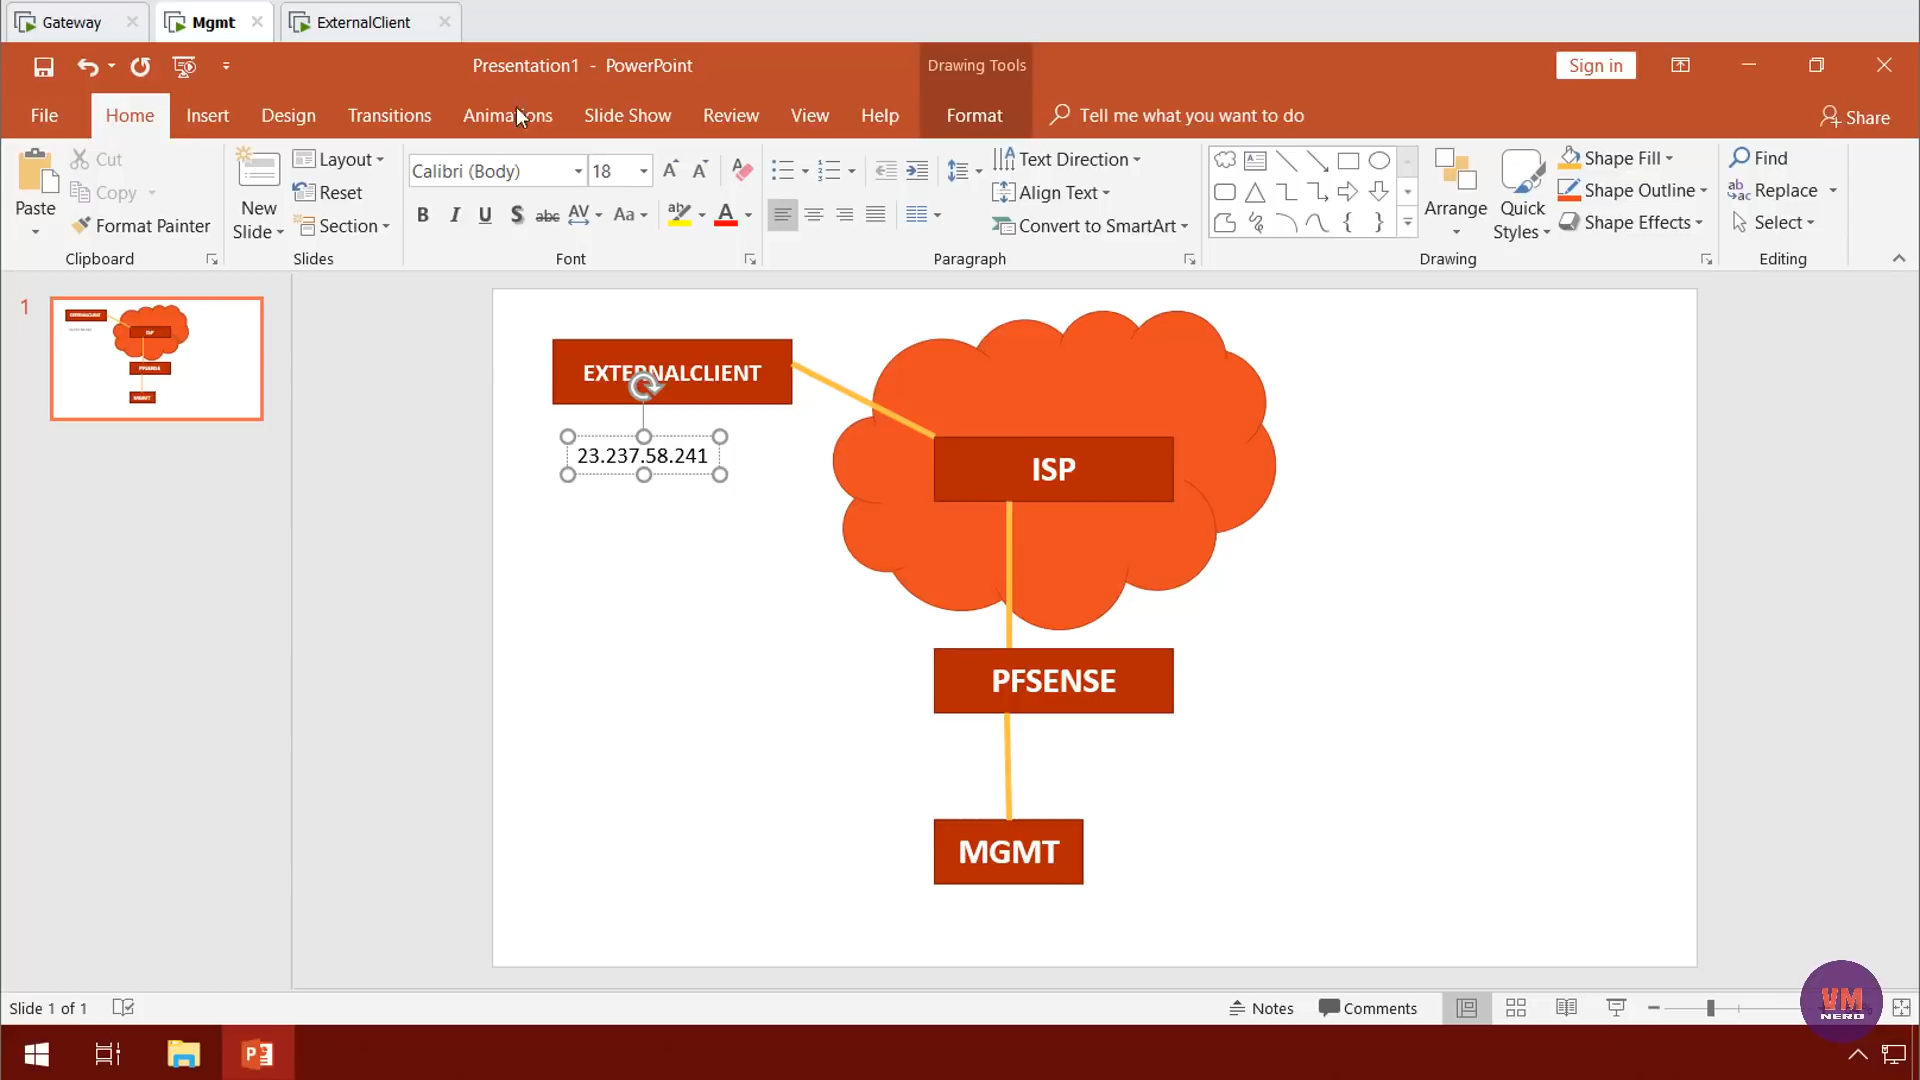 Gateway
Mgmt
ExternalClient
Presentation1 - PowerPoint
Drawing Tools
Sign in
File
Home
Insert
Design
Transitions
Animations
Slide Show
Review
View
Help
Format
Tell me what you want to do
Share
Paste
Cut
Copy
Format Painter
Clipboard
New
Slide
Layout
Reset
Section
Slides
Calibri (Body)
18
B I U S abc AV Aa
ab A
Font
Text Direction
Align Text
Convert to SmartArt
Paragraph
Arrange
Quick
Styles
Shape Fill
Shape Outline
Shape Effects
Drawing
Find
Replace
Select
Editing
1
EXTERNALCLIENT
23.237.58.241
ISP
PFSENSE
MGMT
Slide 1 of 1
Notes
Comments
VM
NERD